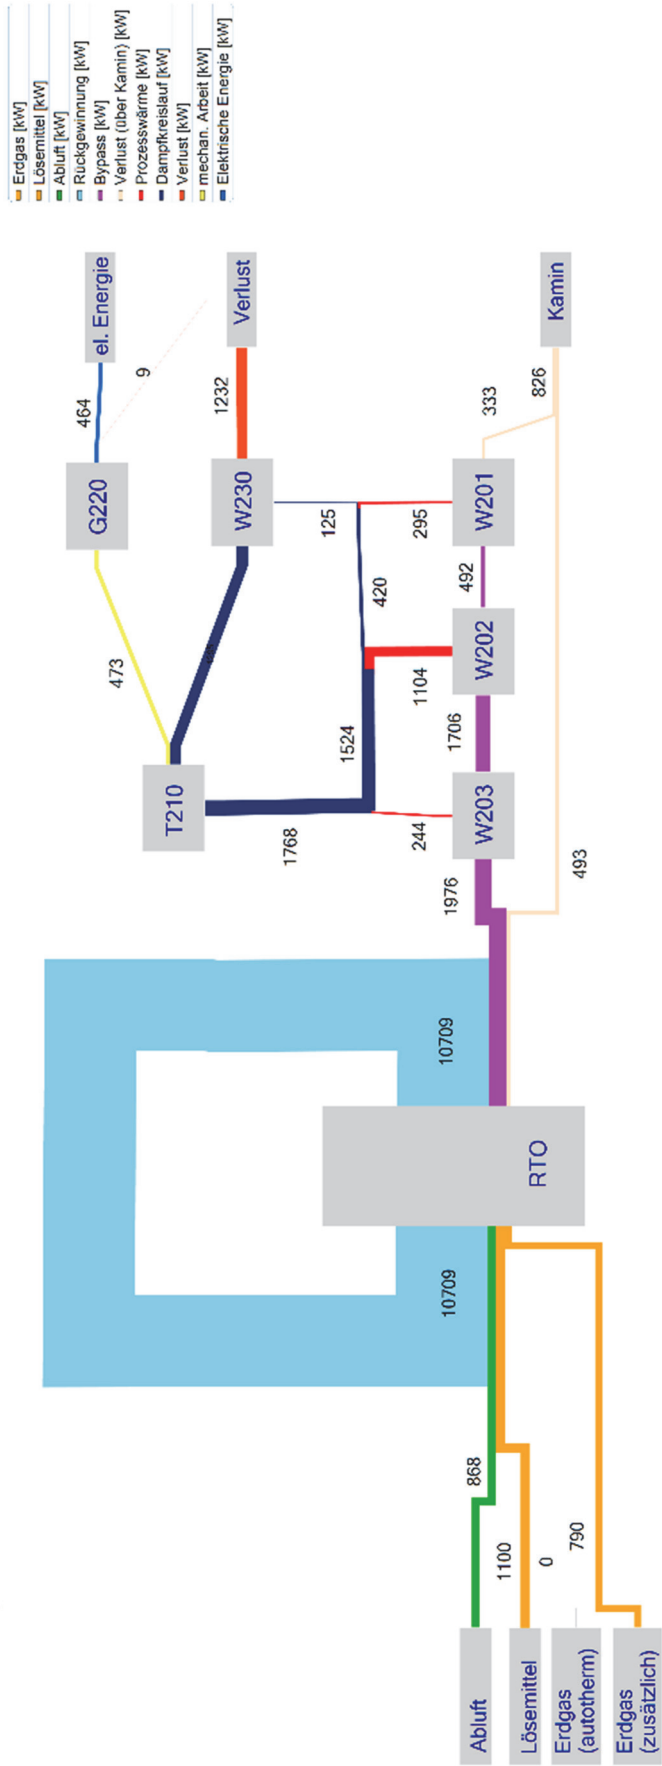 Erdgas [kW]
Lösemittel [kW]
Abluft [kW]
Rückgewinnung [kW]
Bypass [kW]
Verlust (über Kamin) [kW]
Prozesswärme [kW]
Dampfkreislauf [kW]
Verlust [kW]
mechan. Arbeit [kW]
Elektrische Energie [kW]
Abluft
Lösemittel
Erdgas
(autotherm)
Erdgas
(zusätzlich)
868
1100
0
790
10709
RTO
10709
1976
493
W203
244
1768
T210
1524
1706
W202
1104
473
420
492
W201
295
125
W230
G220
333
826
1232
464
9
el. Energie
Verlust
Kamin